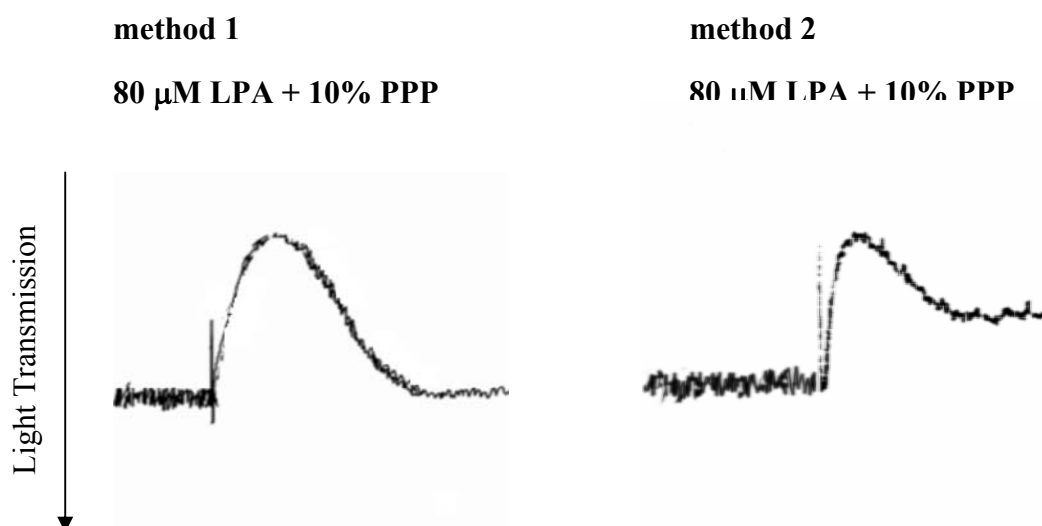 method 1
80 μM LPA + 10% PPP
method 2
80 μM LPA + 10% PPP
Light Transmission